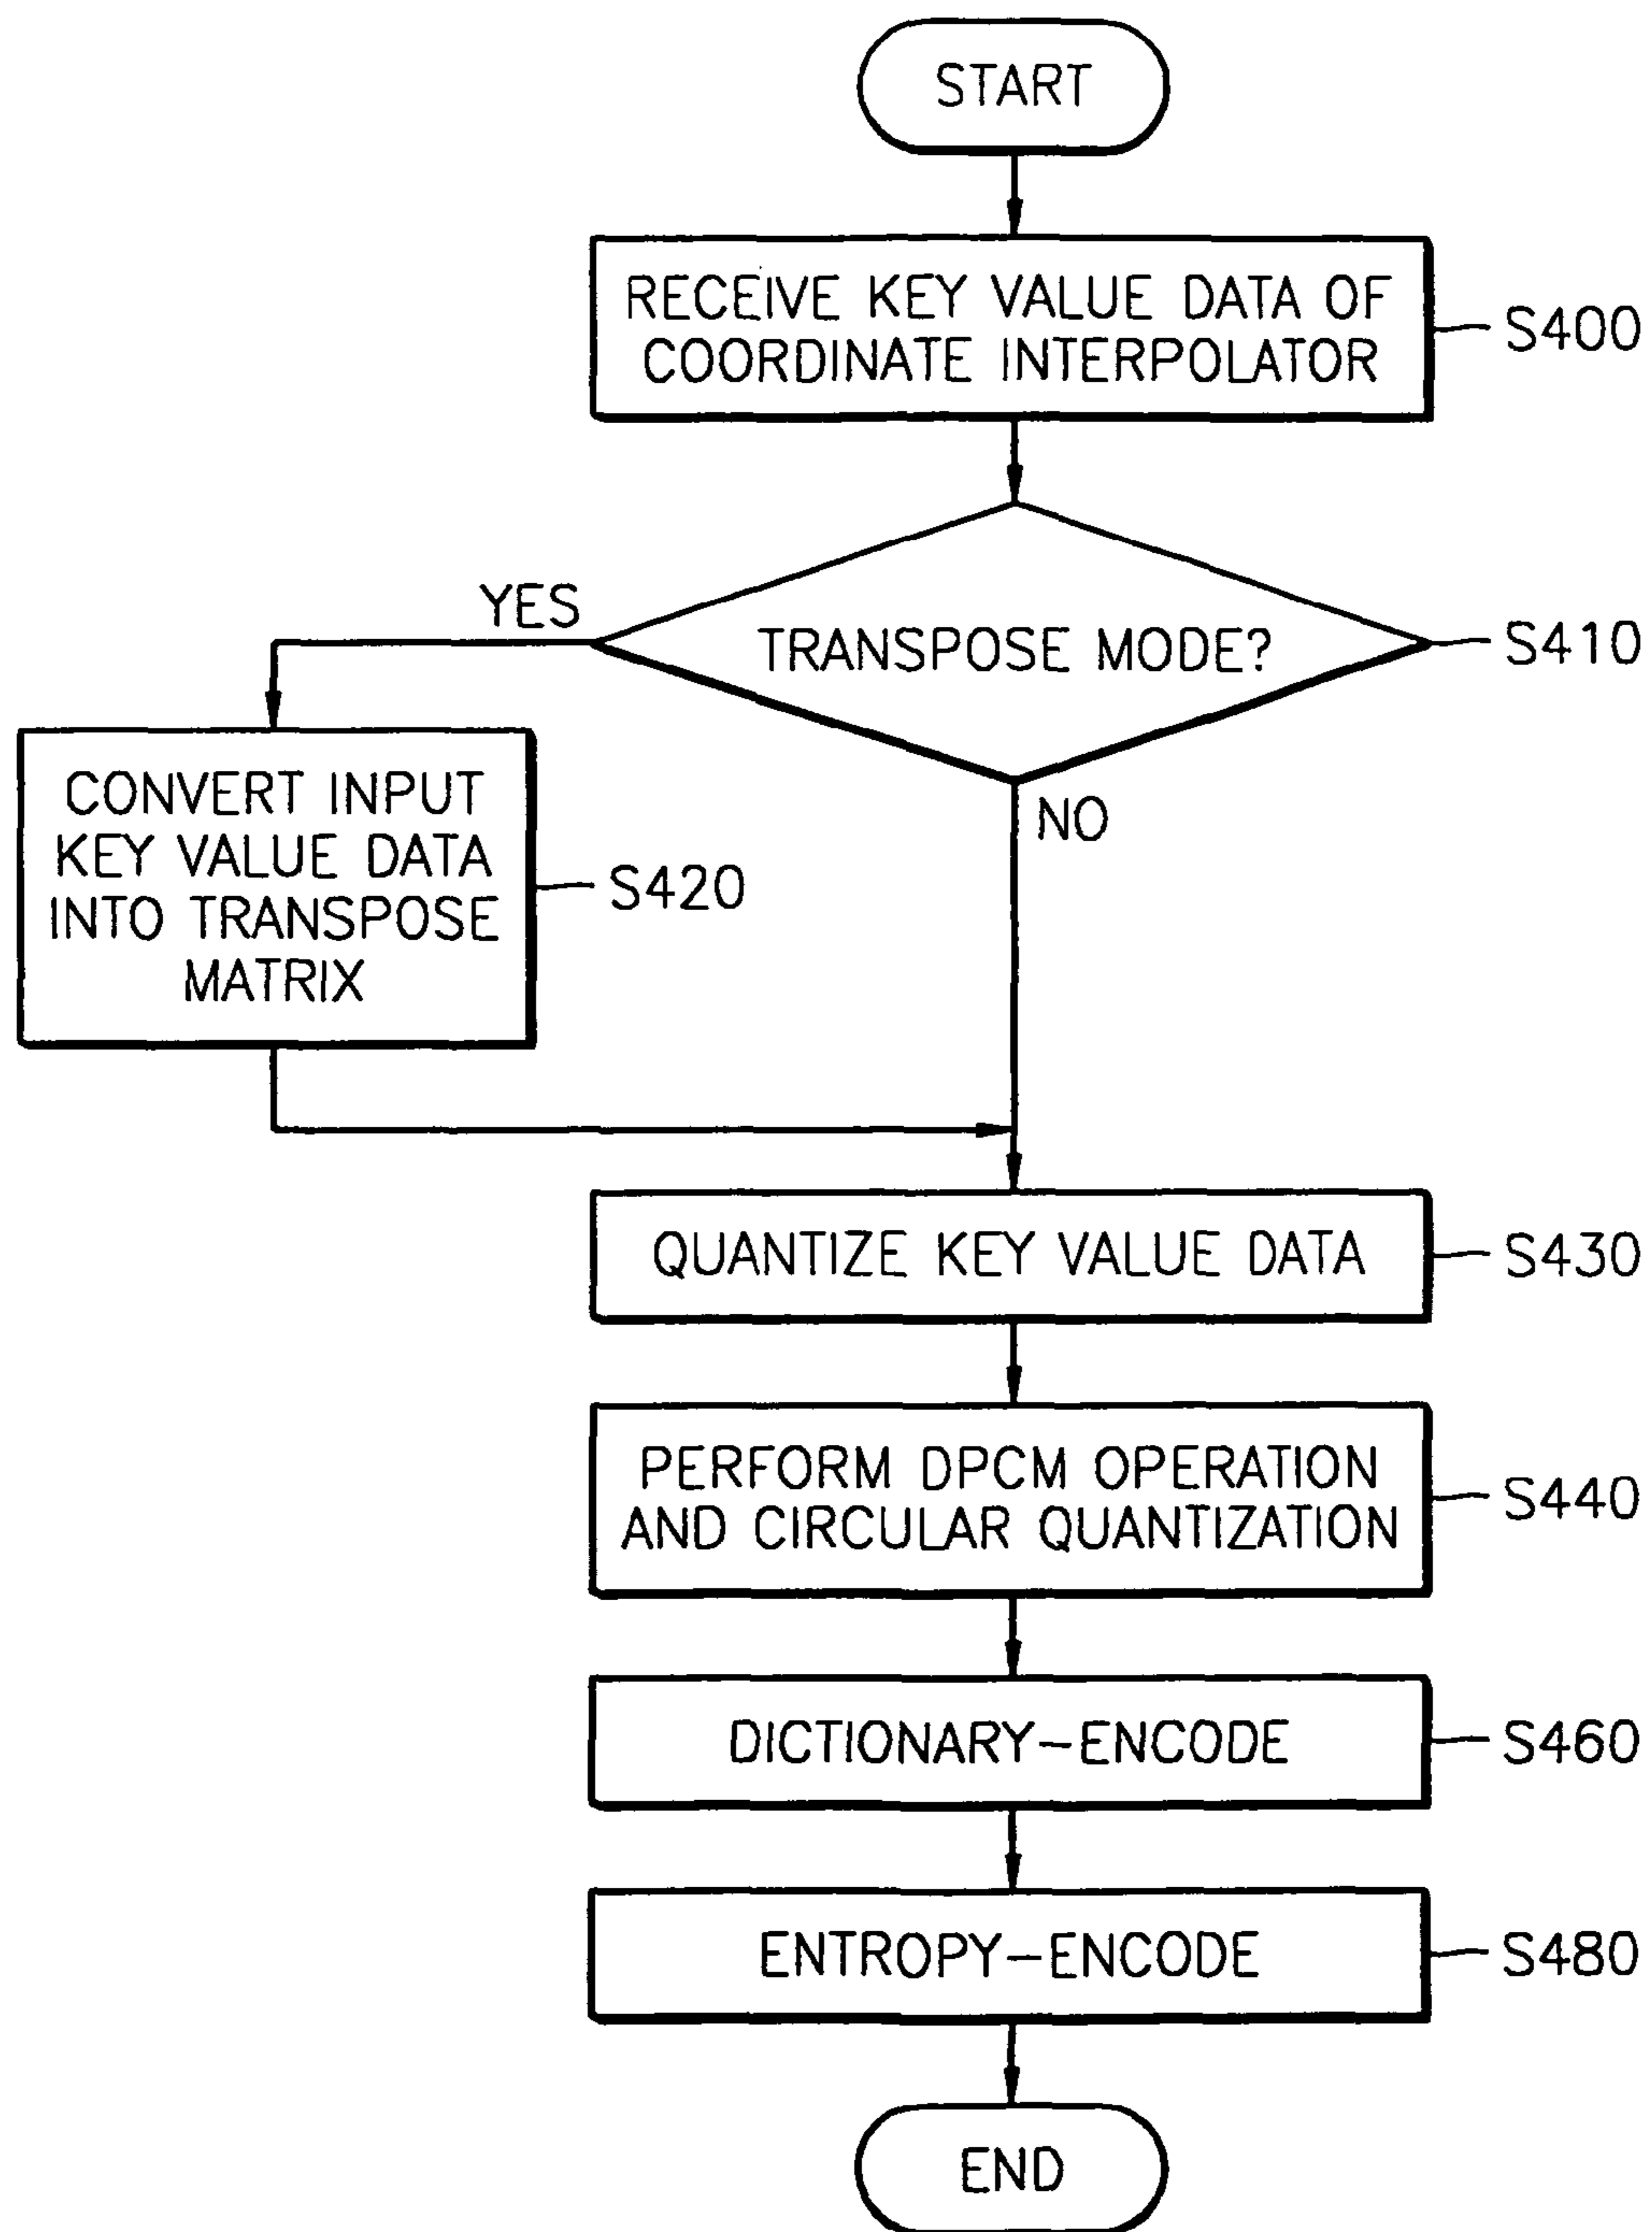 START
RECEIVE KEY VALUE DATA OF
COORDINATE INTERPOLATOR
S400
YES
TRANSPOSE MODE?
S410
NO
CONVERT INPUT
KEY VALUE DATA
INTO TRANSPOSE
MATRIX
S420
QUANTIZE KEY VALUE DATA
S430
PERFORM DPCM OPERATION
AND CIRCULAR QUANTIZATION
S440
DICTIONARY-ENCODE
S460
ENTROPY-ENCODE
S480
END